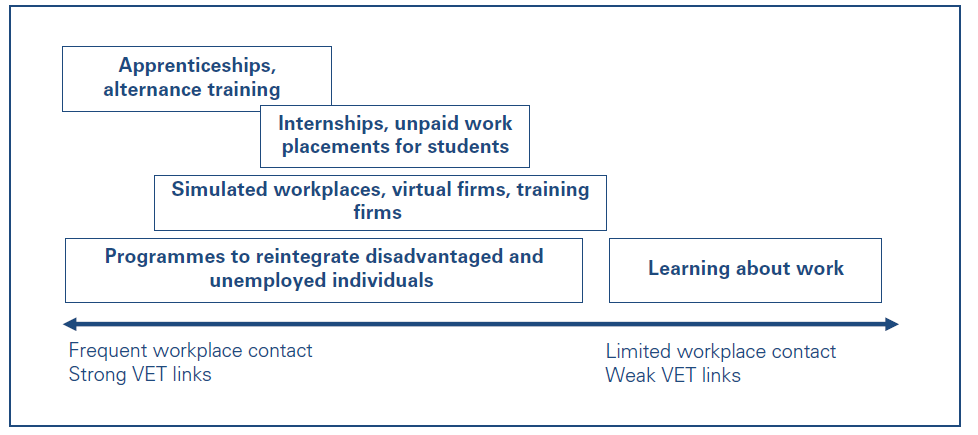 Apprenticeships,
alternance training
Internships, unpaid work
placements for students
Simulated workplaces, virtual firms, training
firms
Programmes to reintegrate disadvantaged and
unemployed individuals
Learning about work
Frequent workplace contact
Strong VET links
Limited workplace contact
Weak VET links